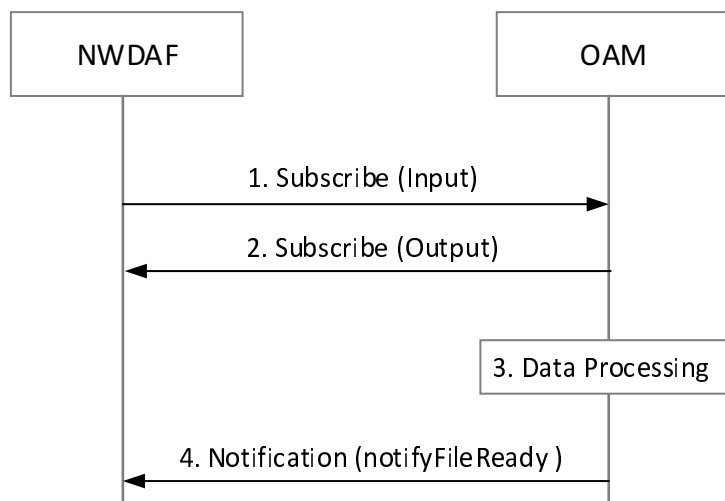 NWDAF
OAM
1. Subscribe (Input)
2. Subscribe (Output)
3. Data Processing
4. Notification (notifyFileReady )